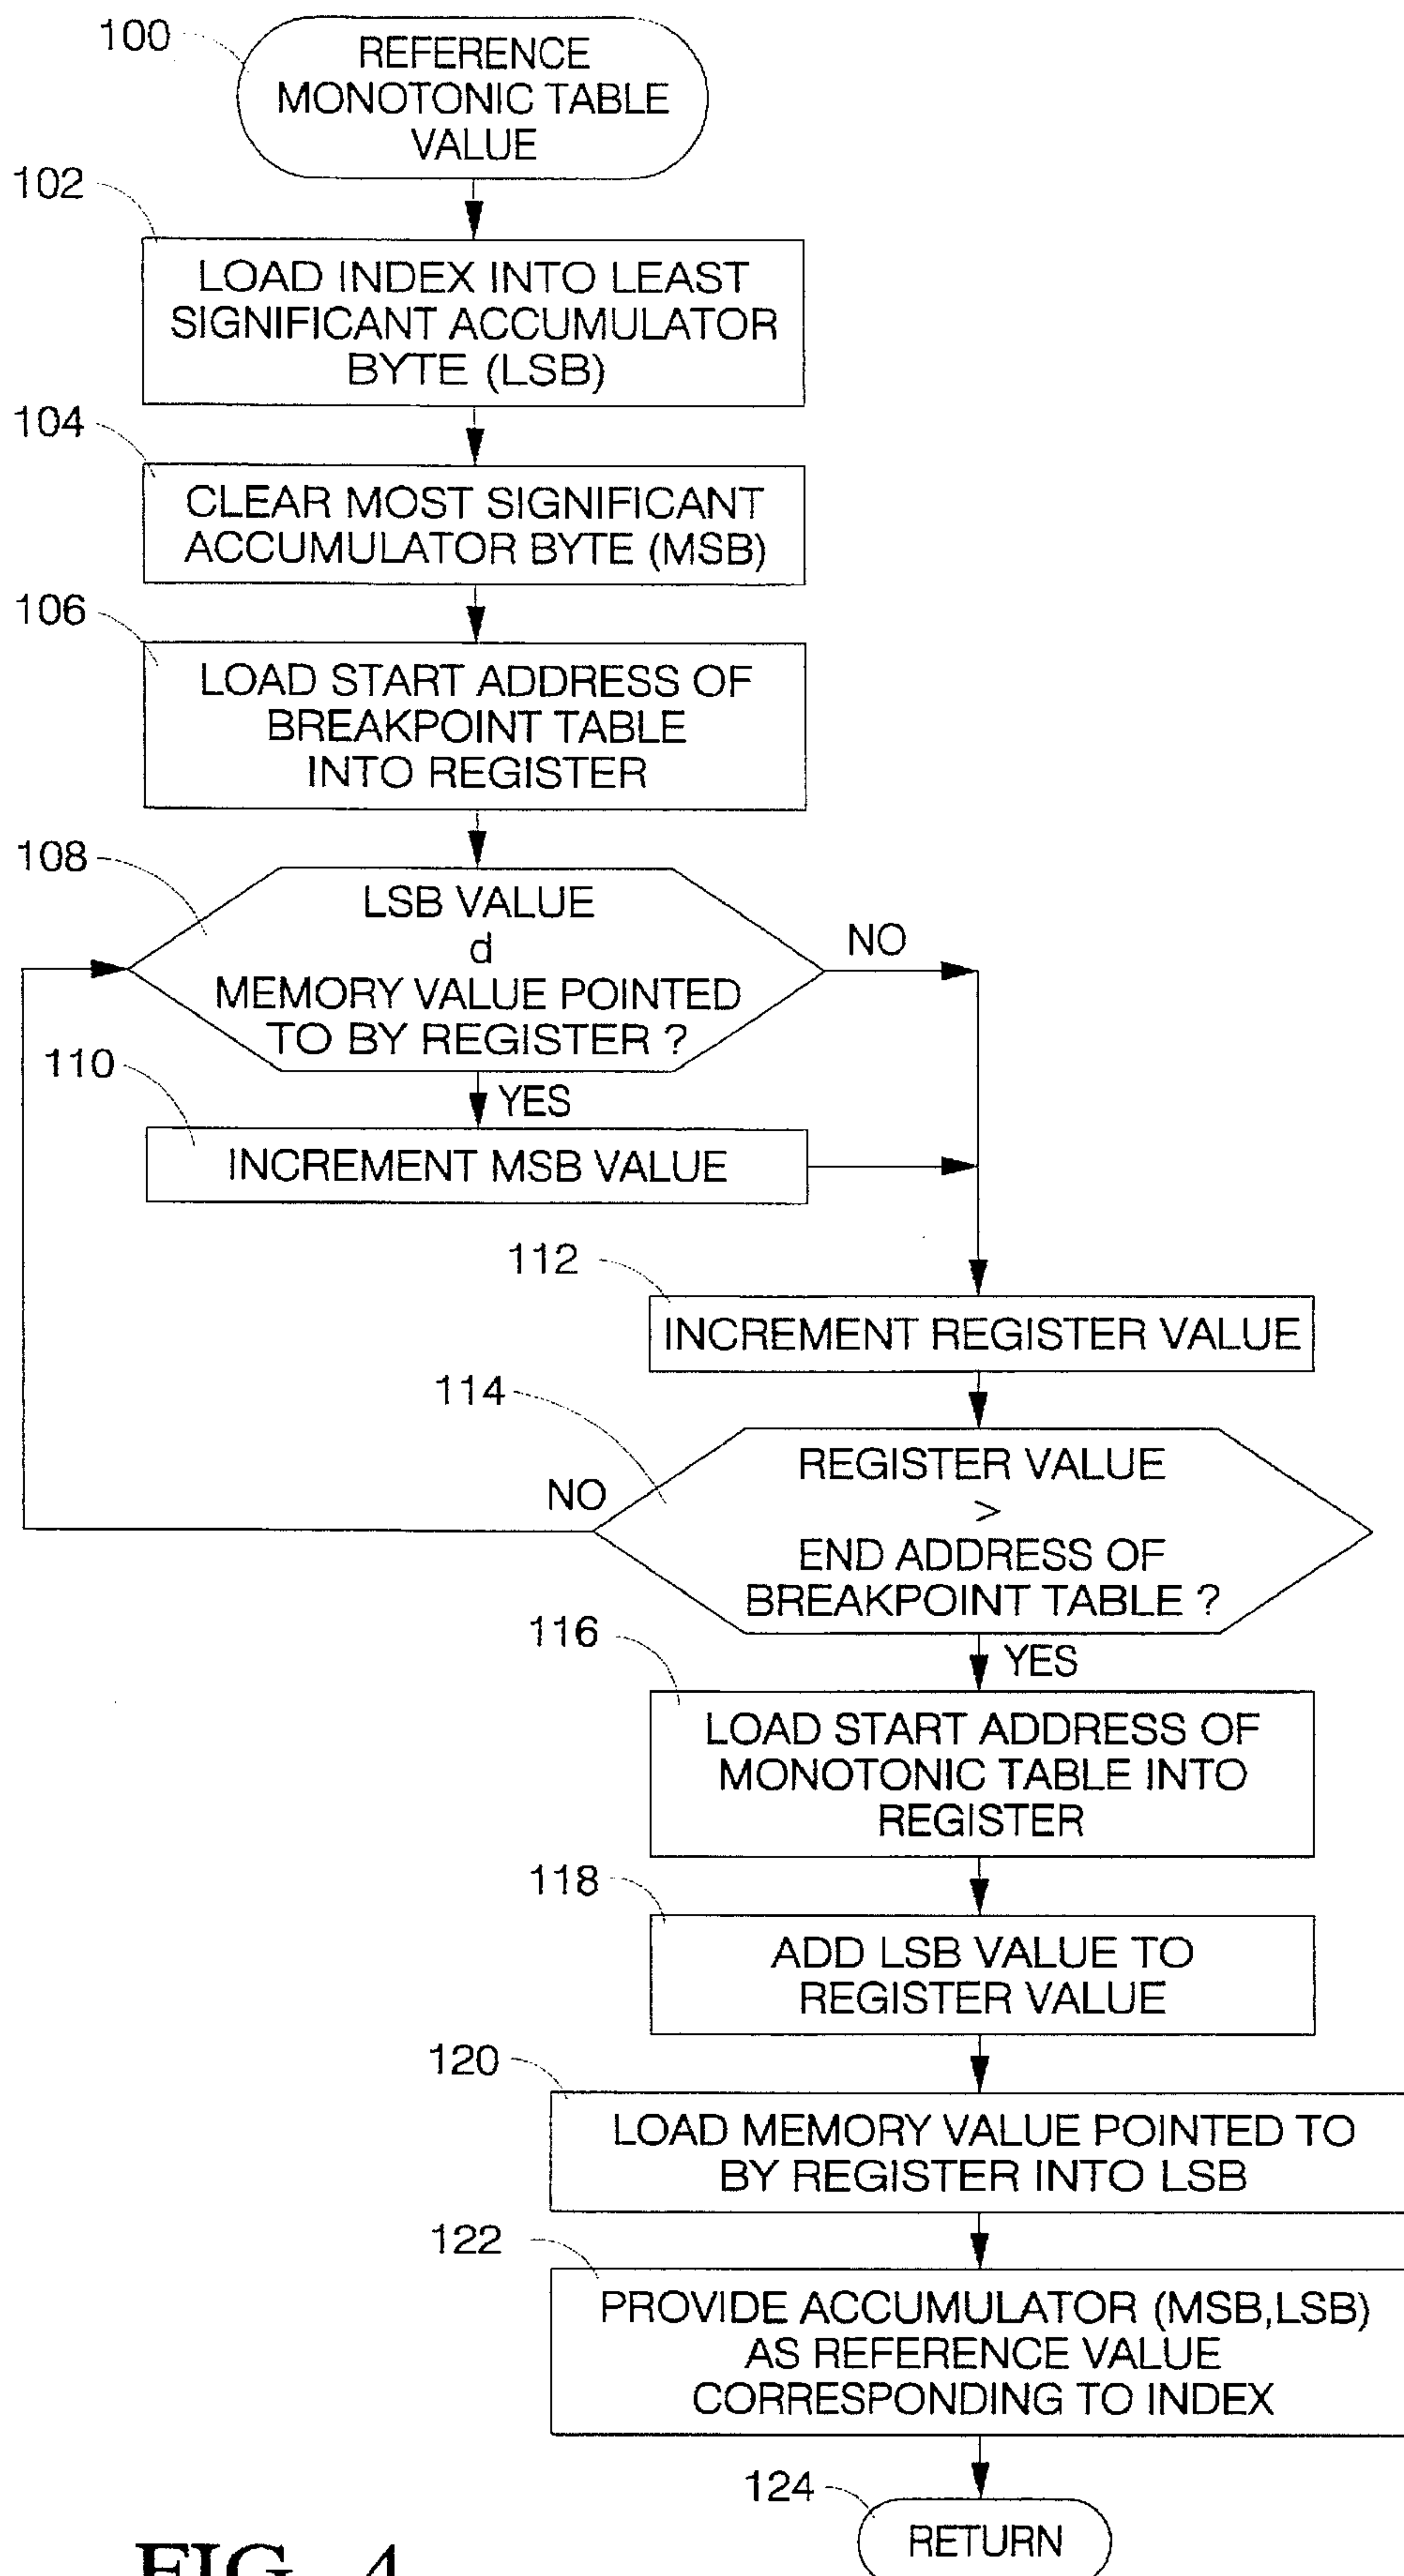 100
REFERENCE
MONOTONIC TABLE
VALUE
102
LOAD INDEX INTO LEAST
SIGNIFICANT ACCUMULATOR
BYTE (LSB)
104
CLEAR MOST SIGNIFICANT
ACCUMULATOR BYTE (MSB)
106
LOAD START ADDRESS OF
BREAKPOINT TABLE
INTO REGISTER
108
LSB VALUE
d
MEMORY VALUE POINTED
TO BY REGISTER ?
NO
YES
110
INCREMENT MSB VALUE
112
INCREMENT REGISTER VALUE
114
REGISTER VALUE
>
END ADDRESS OF
BREAKPOINT TABLE ?
NO
YES
116
LOAD START ADDRESS OF
MONOTONIC TABLE INTO
REGISTER
118
ADD LSB VALUE TO
REGISTER VALUE
120
LOAD MEMORY VALUE POINTED TO
BY REGISTER INTO LSB
122
PROVIDE ACCUMULATOR (MSB,LSB)
AS REFERENCE VALUE
CORRESPONDING TO INDEX
124
RETURN
FIG. 4